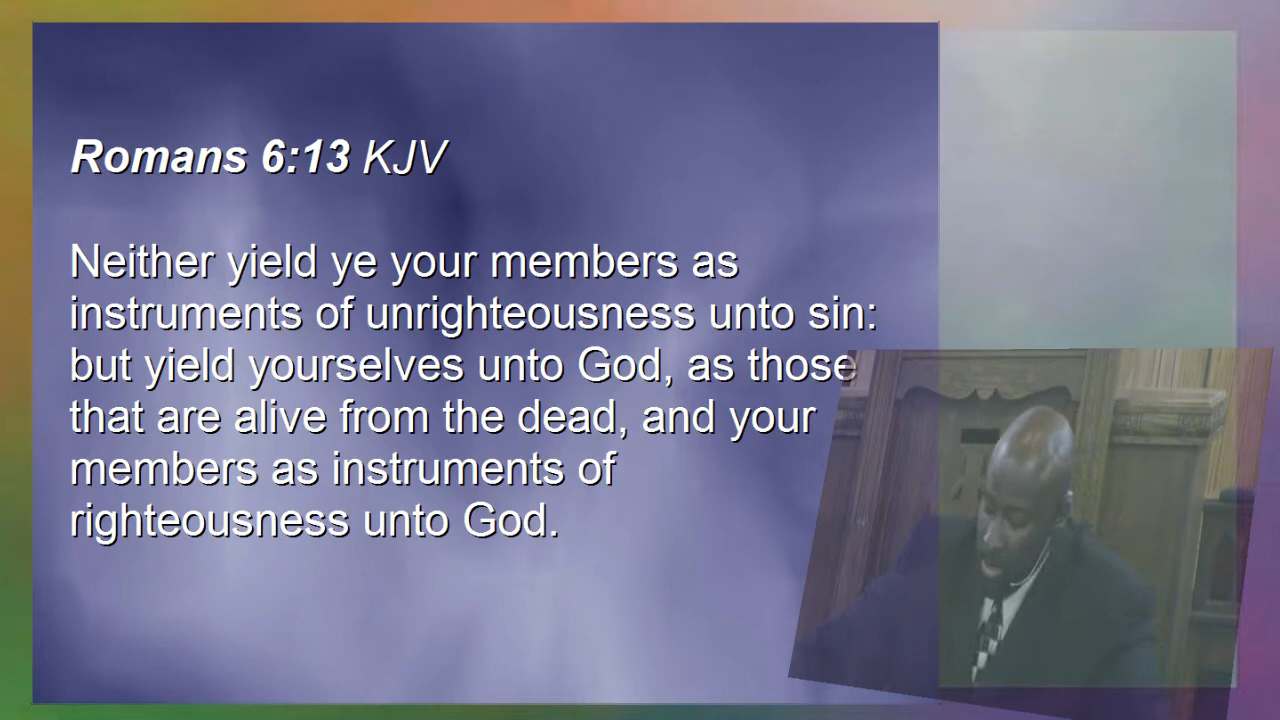 Romans 6:13 KJV
Neither yield ye your members as
instruments of unrighteousness unto sin:
but yield yourselves unto God, as those
that are alive from the dead, and your
members as instruments of
righteousness unto God.